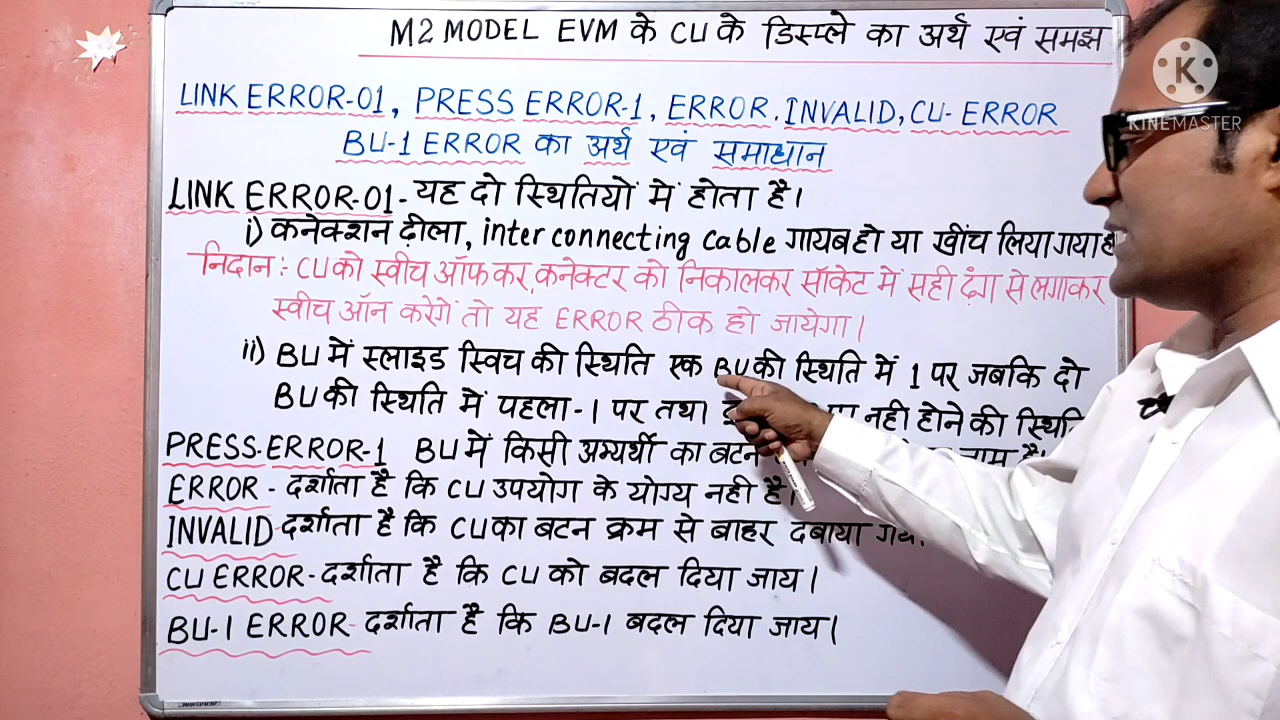 M2 MODEL EVM के CU के डिस्प्ले का अर्थ एवं समझ
K
KINEMASTER
LINK ERROR-01, PRESS ERROR-1, ERROR. INVALID, CU- ERROR
BU-1 ERROR का अर्थ एवं समाधान
LINK ERROR-01 - यह दो स्थितियों में होता है।
i) कनेक्शन ढ़ीला, inter connecting cable गायब हो या खींच लिया गया है
निदान :- CU को स्वीच ऑफ कर, कनेक्टर को निकालकर सॉकेट में सही ढ़ंग से लगाकर
स्वीच ऑन करेगें तो यह ERROR ठीक हो जायेगा।
ii) BU में स्लाइड स्विच की स्थिति एक BU की स्थिति में 1 पर जबकि दो
BU की स्थिति में पहला - 1 पर तथा नही होने की स्थिति
PRESS-ERROR-1 BU में किसी अभ्यर्थी का बटन
ERROR - दर्शाता है कि CU उपयोग के योग्य नही है।
INVALID - दर्शाता है कि CU का बटन क्रम से बाहर दबाया
CU ERROR - दर्शाता है कि CU को बदल दिया जाय।
BU-1 ERROR - दर्शाता है कि BU-1 बदल दिया जाय।